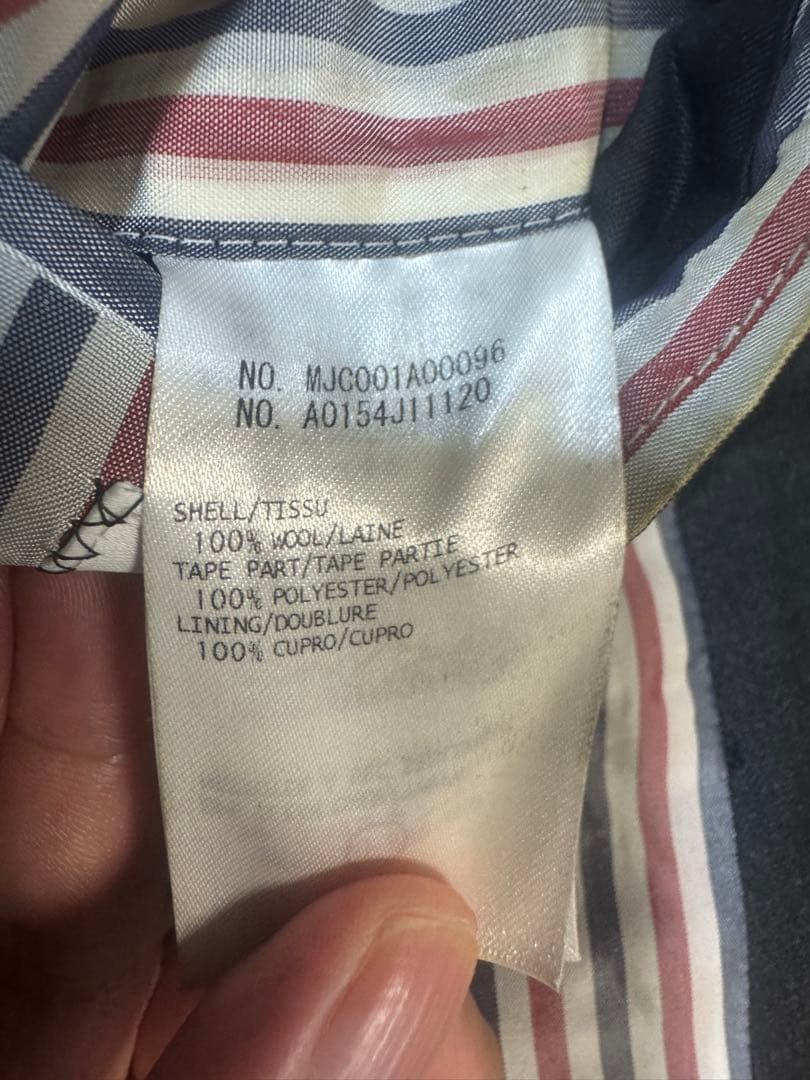 NO. MJC001A00096
NO. A0154J11120
SHELL/TISSU
100% WOOL/LAINE
TAPE PART/TAPE PARTIE
100% POLYESTER/POLYESTER
LINING/DOUBLURE
100% CUPRO/CUPRO